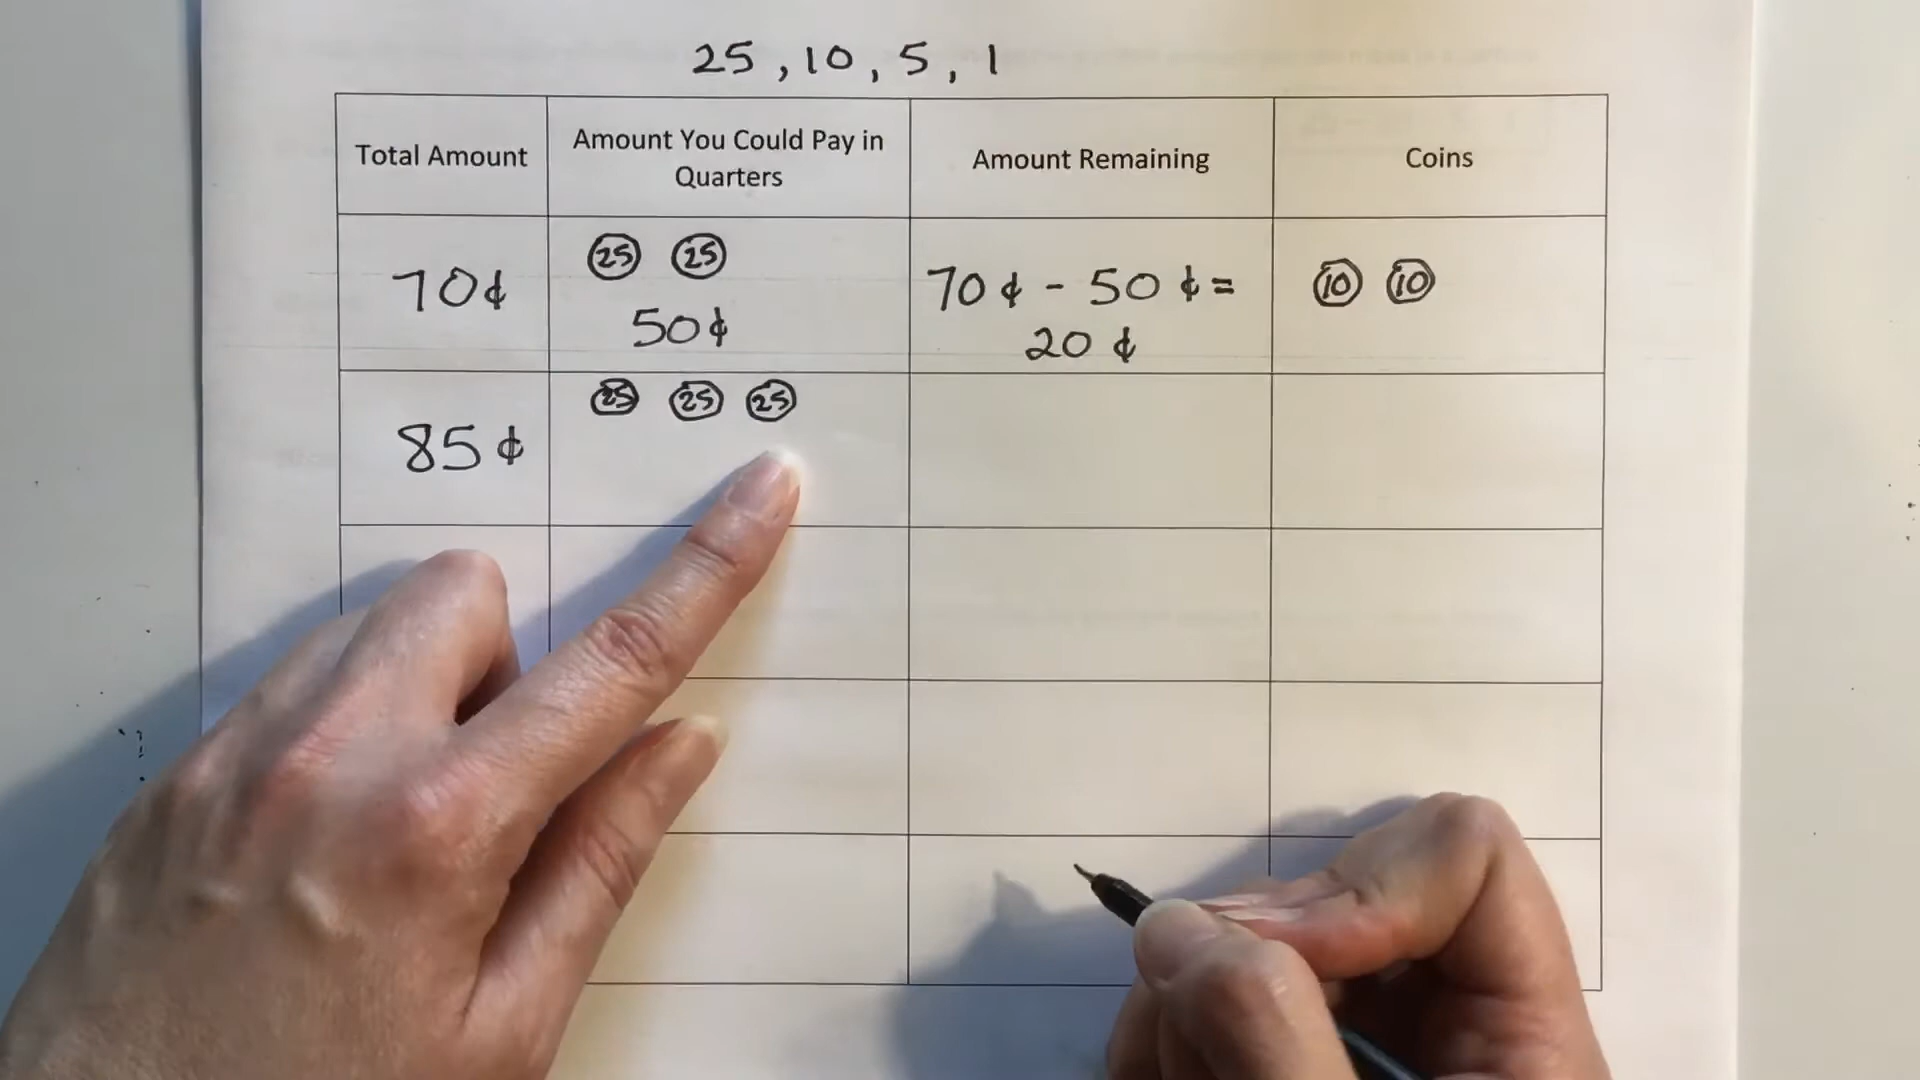 25, 10, 5, 1
Total Amount
Amount You Could Pay in
Quarters
Amount Remaining
Coins
70¢
25 25
50¢
70¢ - 50¢ =
20¢
10 10
85¢
25 25 25